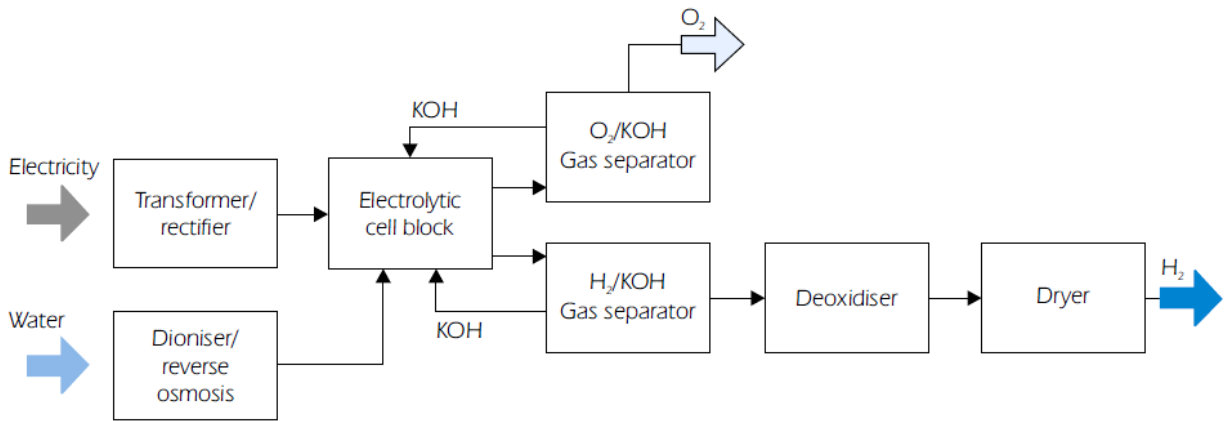 O₂
KOH
O₂/KOH
Gas separator
Electricity
Transformer/
rectifier
Electrolytic
cell block
H₂/KOH
Gas separator
Deoxidiser
Dryer
H₂
Water
KOH
Dioniser/
reverse
osmosis